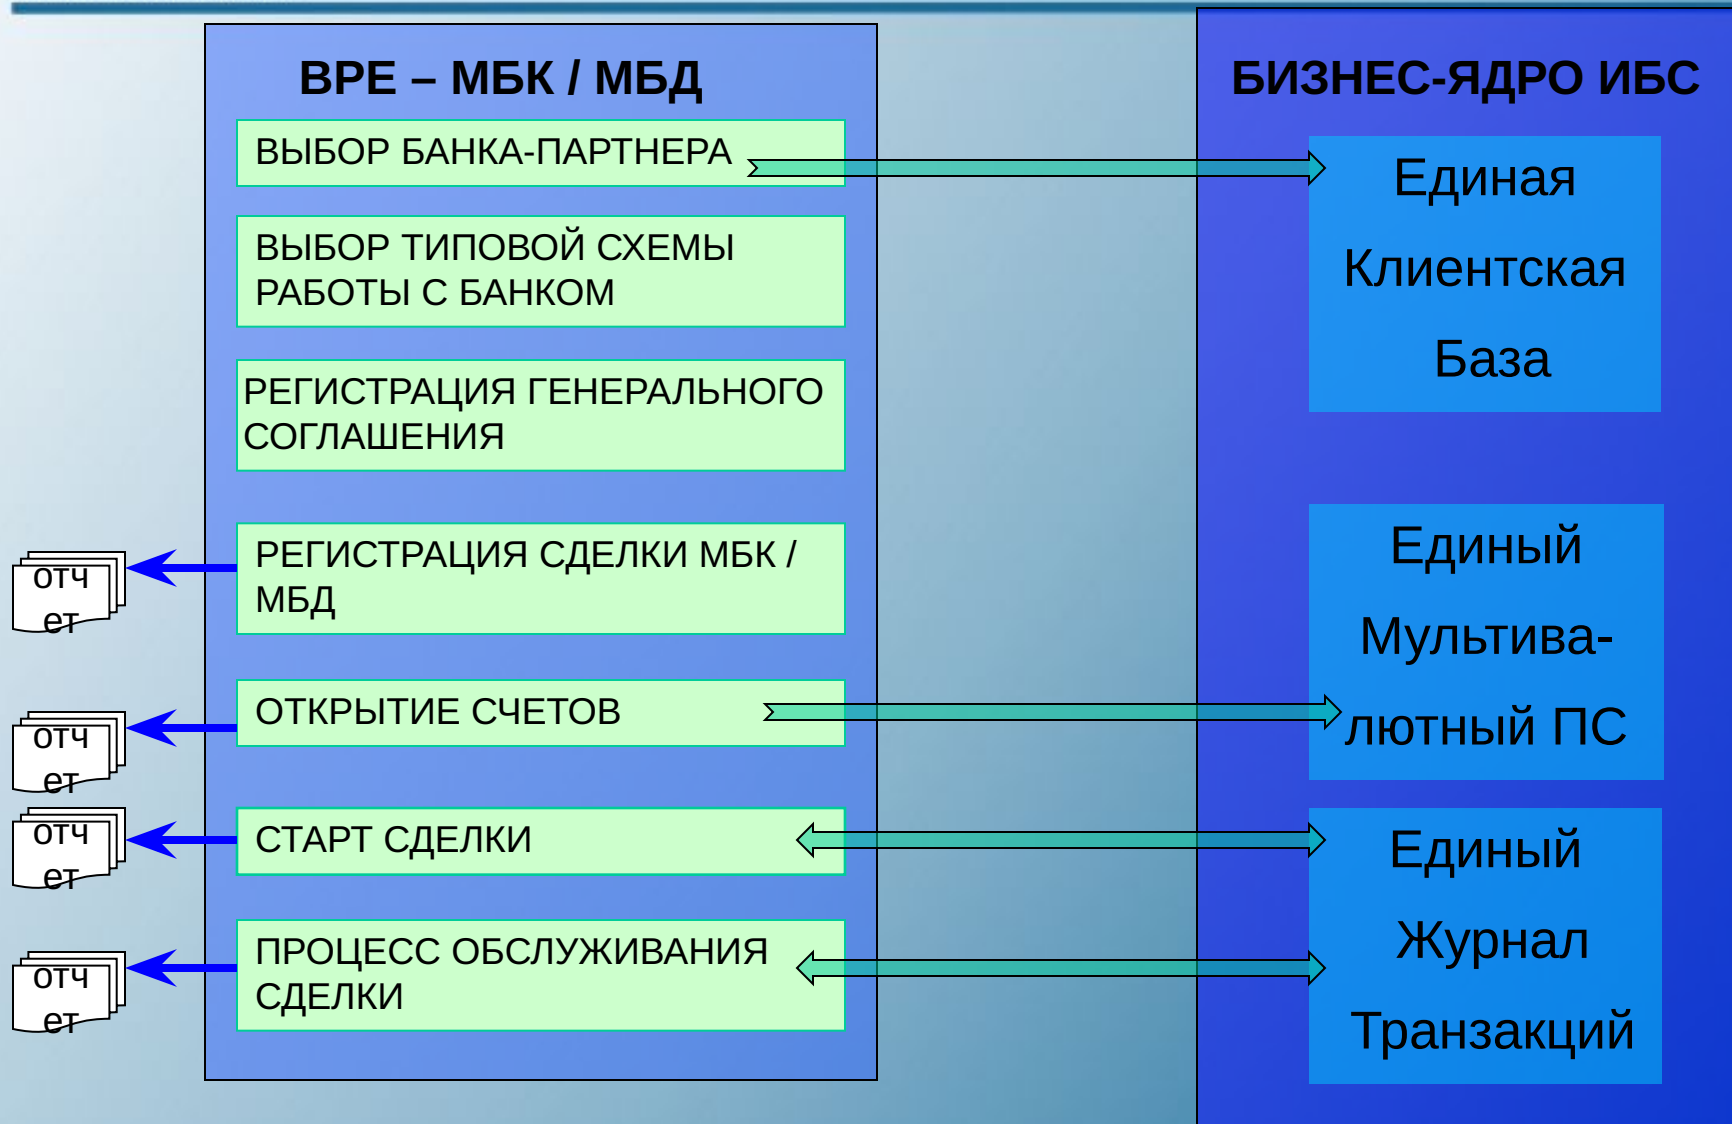 ВРЕ – МБК / МБД
ВЫБОР БАНКА-ПАРТНЕРА
ВЫБОР ТИПОВОЙ СХЕМЫ
РАБОТЫ С БАНКОМ
РЕГИСТРАЦИЯ ГЕНЕРАЛЬНОГО
СОГЛАШЕНИЯ
РЕГИСТРАЦИЯ СДЕЛКИ МБК /
МБД
ОТКРЫТИЕ СЧЕТОВ
СТАРТ СДЕЛКИ
ПРОЦЕСС ОБСЛУЖИВАНИЯ
СДЕЛКИ
отч
ет
отч
ет
отч
ет
отч
ет
БИЗНЕС-ЯДРО ИБС
Единая
Клиентская
База
Единый
Мультива-
лютный ПС
Единый
Журнал
Транзакций